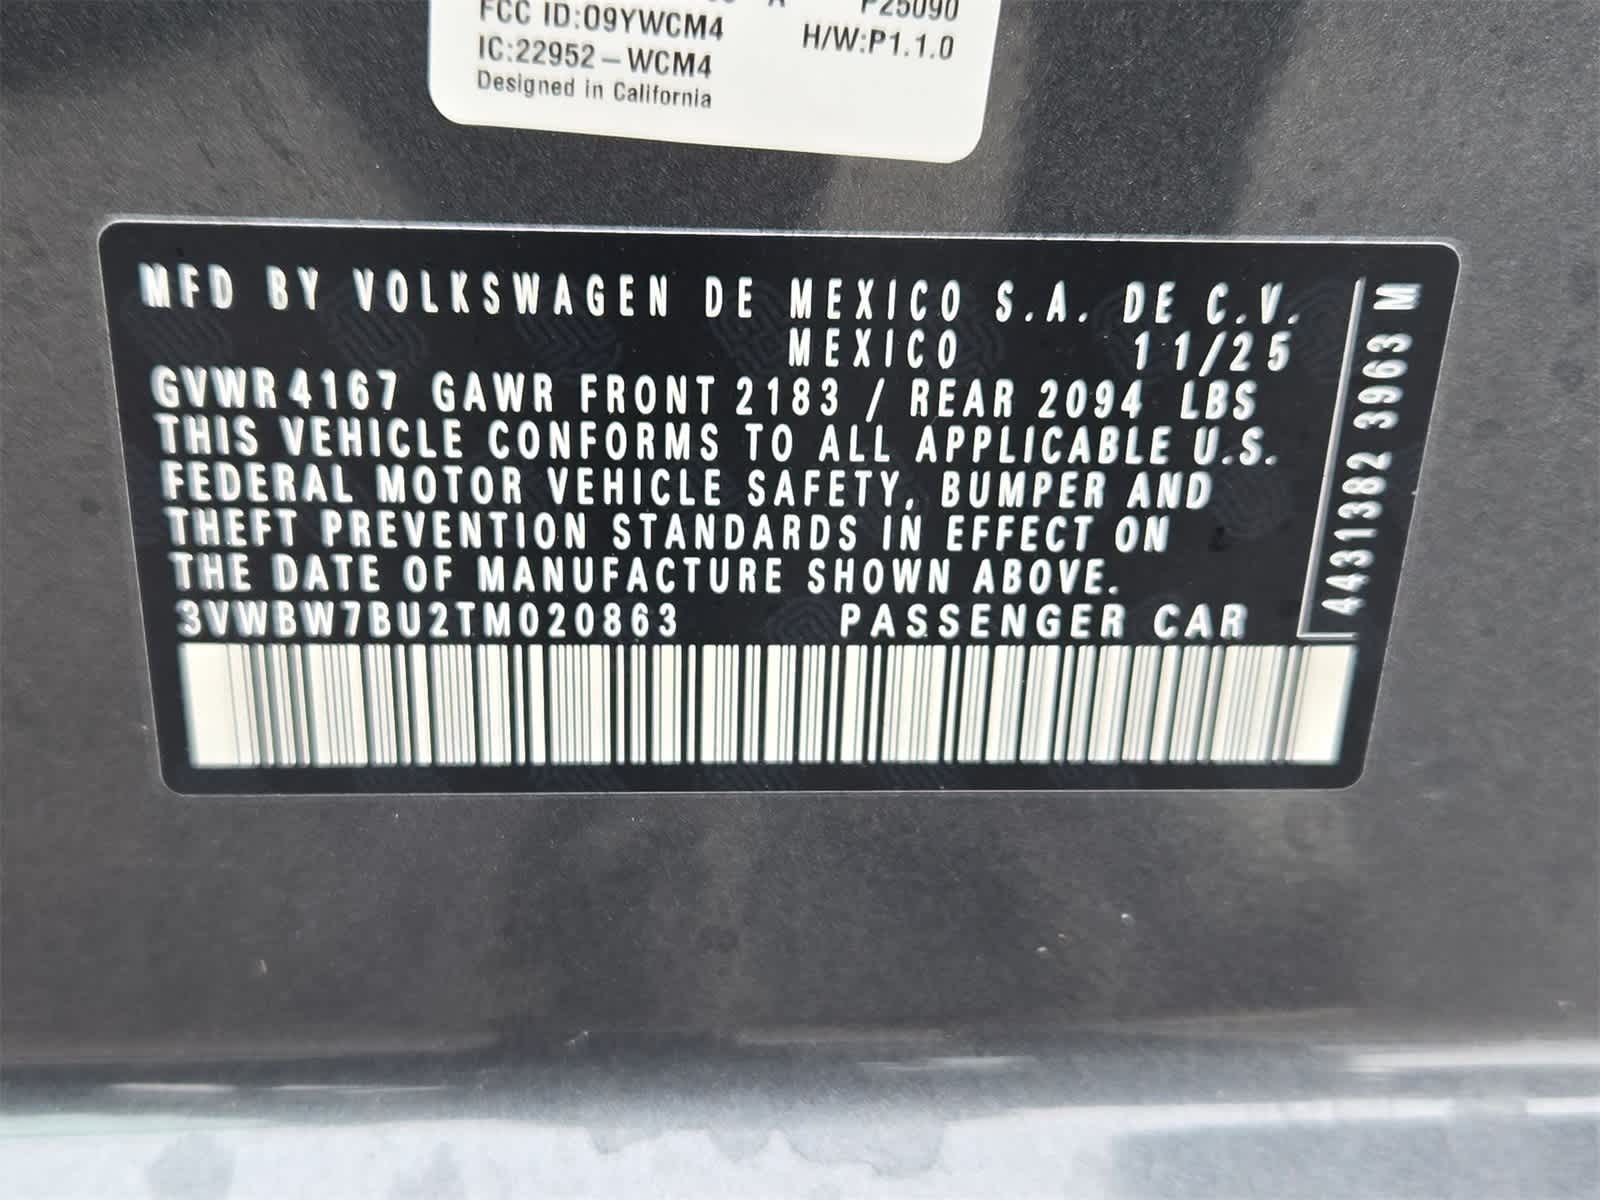 FCC ID:O9YWCM4
IC:22952-WCM4
Designed in California
P25090
H/W:P1.1.0
MFD BY VOLKSWAGEN DE MEXICO S.A. DE C.V.
MEXICO 11/25
GVWR 4167 GAWR FRONT 2183 / REAR 2094 LBS
THIS VEHICLE CONFORMS TO ALL APPLICABLE U.S.
FEDERAL MOTOR VEHICLE SAFETY, BUMPER AND
THEFT PREVENTION STANDARDS IN EFFECT ON
THE DATE OF MANUFACTURE SHOWN ABOVE.
3VWBW7BU2TM020863 PASSENGER CAR
4431382 3963 M